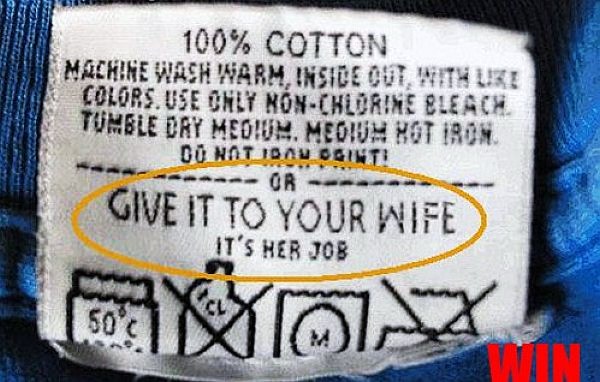 100% COTTON
MACHINE WASH WARM, INSIDE OUT, WITH LIKE
COLORS. USE ONLY NON-CHLORINE BLEACH.
TUMBLE DRY MEDIUM. MEDIUM HOT IRON.
DO NOT IRON PRINT!
OR
GIVE IT TO YOUR WIFE
IT'S HER JOB
50°C CL M
WIN